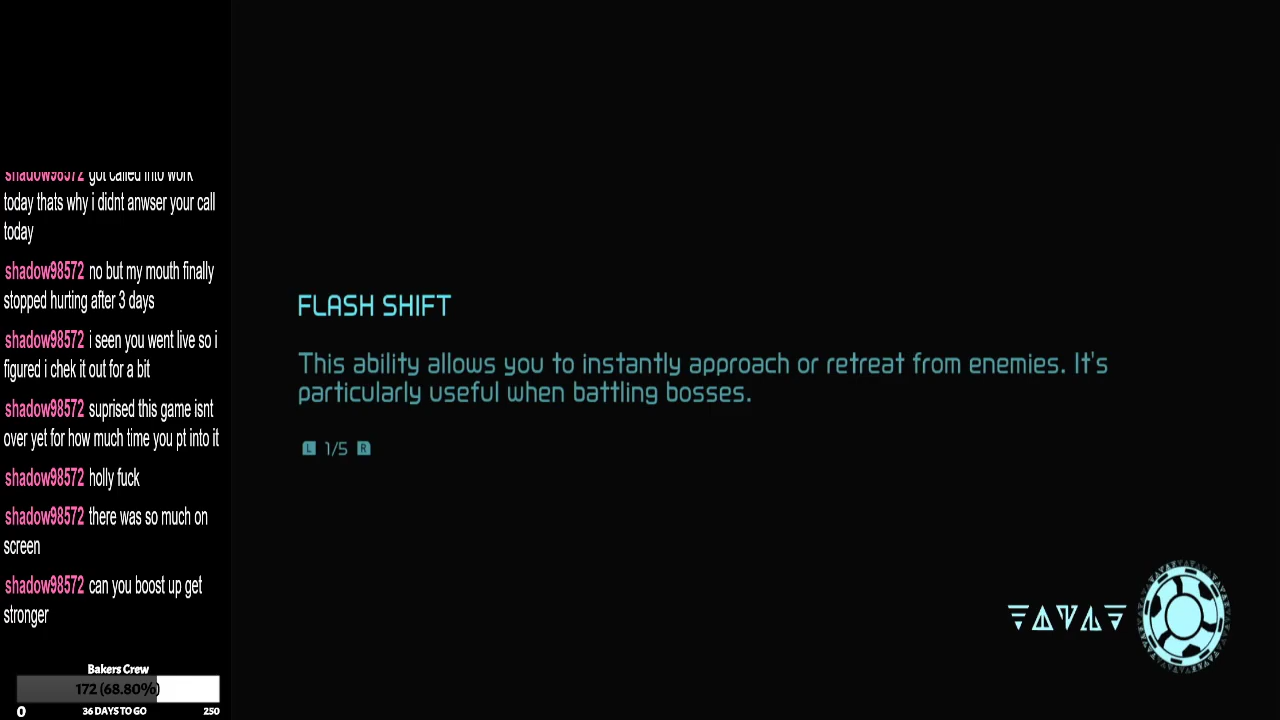 shadow98572 got called into work
today thats why i didnt anwser your call
today
shadow98572 no but my mouth finally
stopped hurting after 3 days
shadow98572 i seen you went live so i
figured i chek it out for a bit
shadow98572 suprised this game isnt
over yet for how much time you pt into it
shadow98572 holly fuck
shadow98572 there was so much on
screen
shadow98572 can you boost up get
stronger
Bakers Crew
172 (68.80%)
0 36 DAYS TO GO 250
FLASH SHIFT
This ability allows you to instantly approach or retreat from enemies. It's
particularly useful when battling bosses.
L 1/5 R